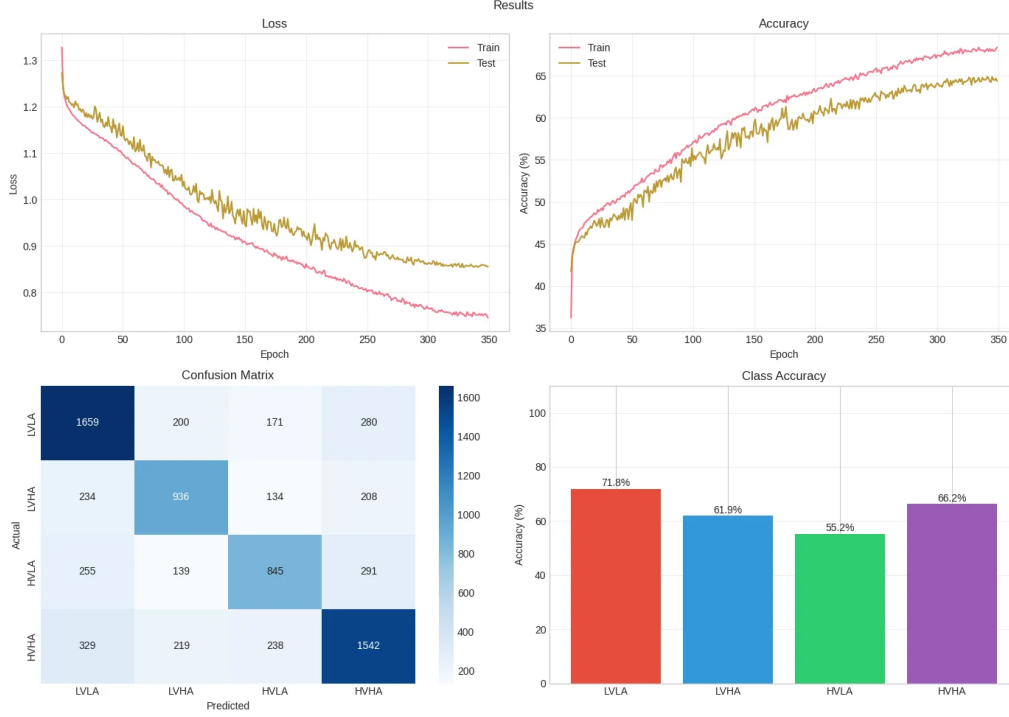 Results
Loss
Train
Test
1.3
1.2
1.1
1.0
0.9
0.8
Loss
0 50 100 150 200 250 300 350
Epoch
Accuracy
Train
Test
65
60
55
50
45
40
35
Accuracy (%)
0 50 100 150 200 250 300 350
Epoch
Confusion Matrix
LVLA 1659 200 171 280
LVHA 234 936 134 208
HVLA 255 139 845 291
HVHA 329 219 238 1542
Actual
LVLA LVHA HVLA HVHA
Predicted
1600
1400
1200
1000
800
600
400
200
Class Accuracy
100
80
60
40
20
0
Accuracy (%)
71.8% 61.9% 55.2% 66.2%
LVLA LVHA HVLA HVHA